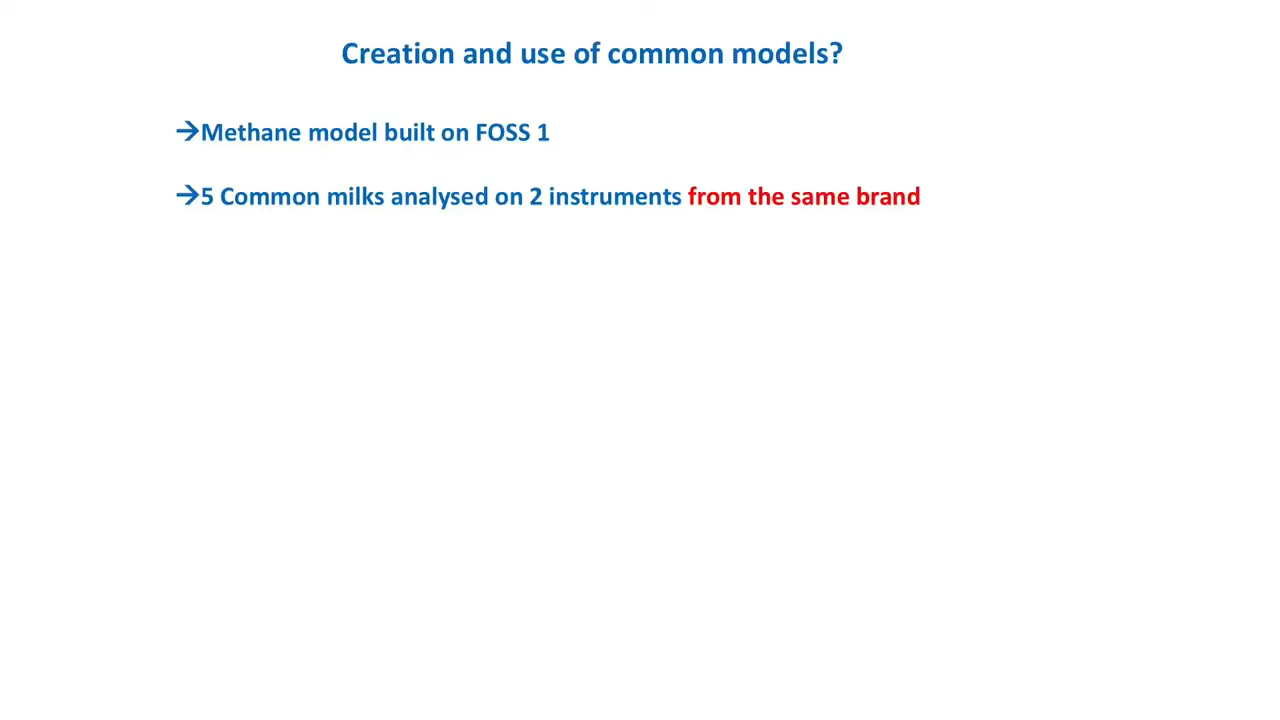 Creation and use of common models?
→Methane model built on FOSS 1
→5 Common milks analysed on 2 instruments from the same brand